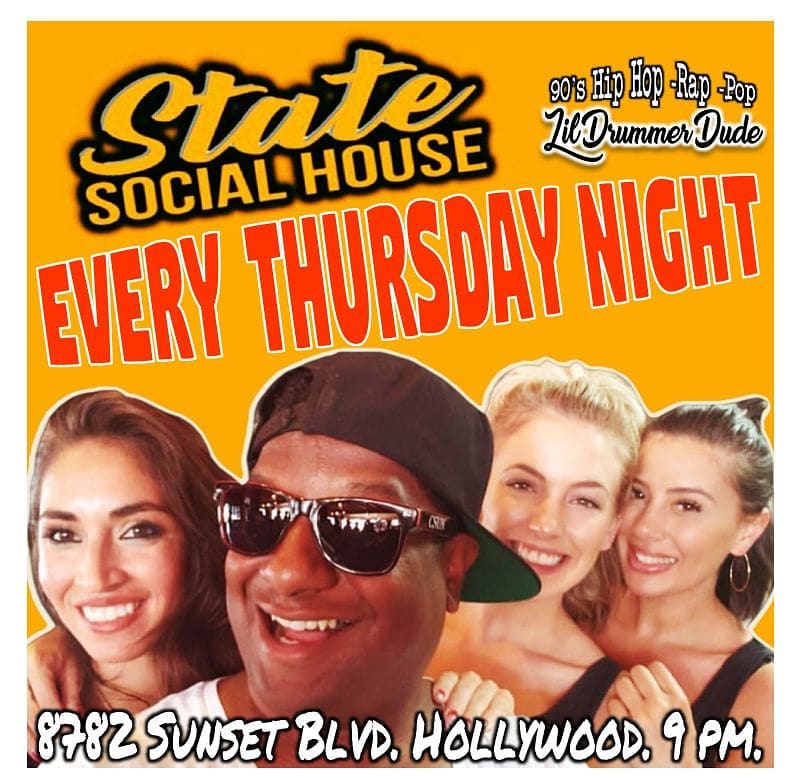 State
SOCIAL HOUSE
90's Hip Hop -Rap -Pop
Lil Drummer Dude
EVERY THURSDAY NIGHT
CSUN
8782 SUNSET BLVD. HOLLYWOOD. 9 PM.